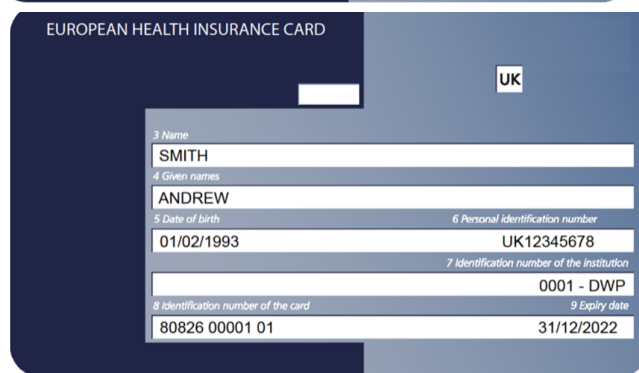 EUROPEAN HEALTH INSURANCE CARD
UK
3 Name
SMITH
4 Given names
ANDREW
5 Date of birth 6 Personal identification number
01/02/1993 UK12345678
7 Identification number of the institution
0001 - DWP
8 Identification number of the card 9 Expiry date
80826 00001 01 31/12/2022